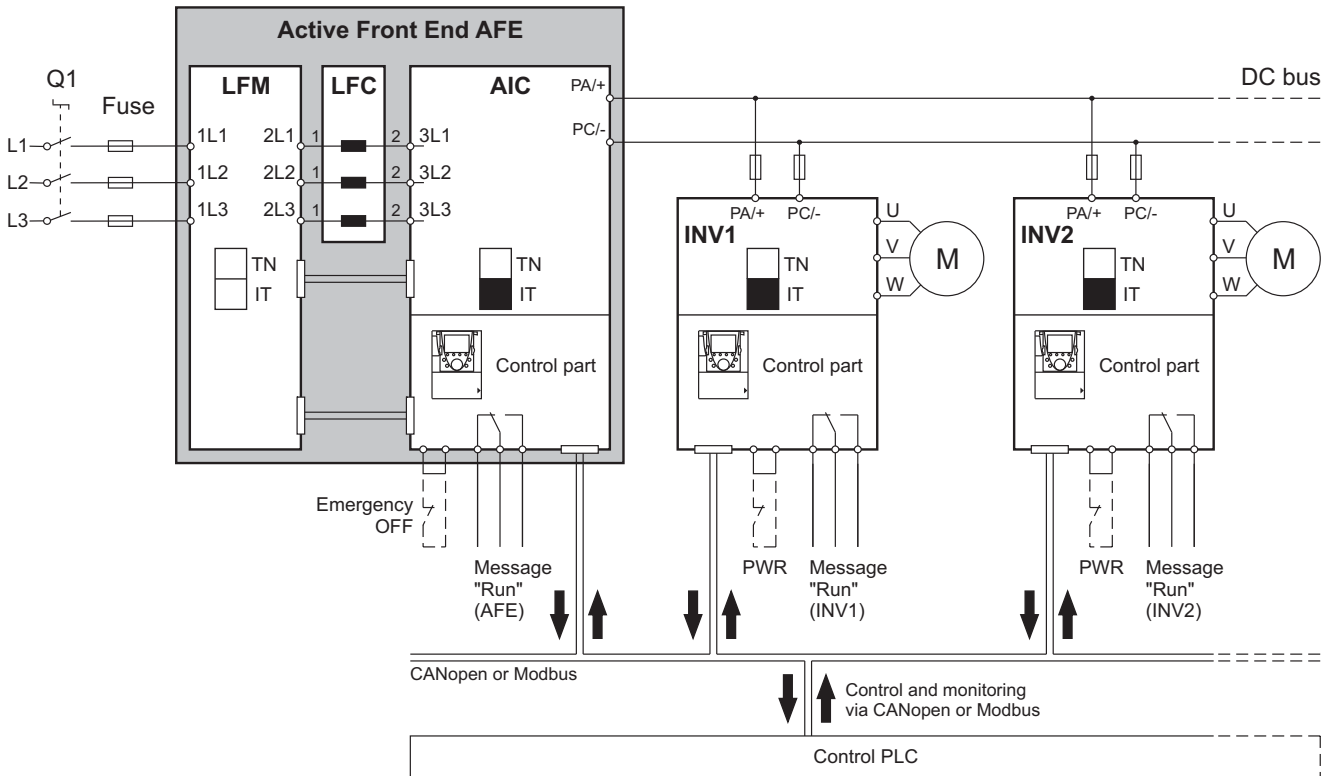 Active Front End AFE
Q1
Fuse
LFM
LFC
AIC
PA/+
DC bus
PC/-
L1
1L1
2L1
1
2
3L1
L2
1L2
2L2
1
2
3L2
L3
1L3
2L3
1
2
3L3
TN
IT
TN
IT
Control part
Emergency
OFF
Message
"Run"
(AFE)
PA/+
PC/-
INV1
U
V
W
M
TN
IT
Control part
PWR
Message
"Run"
(INV1)
PA/+
PC/-
INV2
U
V
W
M
TN
IT
Control part
PWR
Message
"Run"
(INV2)
CANopen or Modbus
Control and monitoring
via CANopen or Modbus
Control PLC